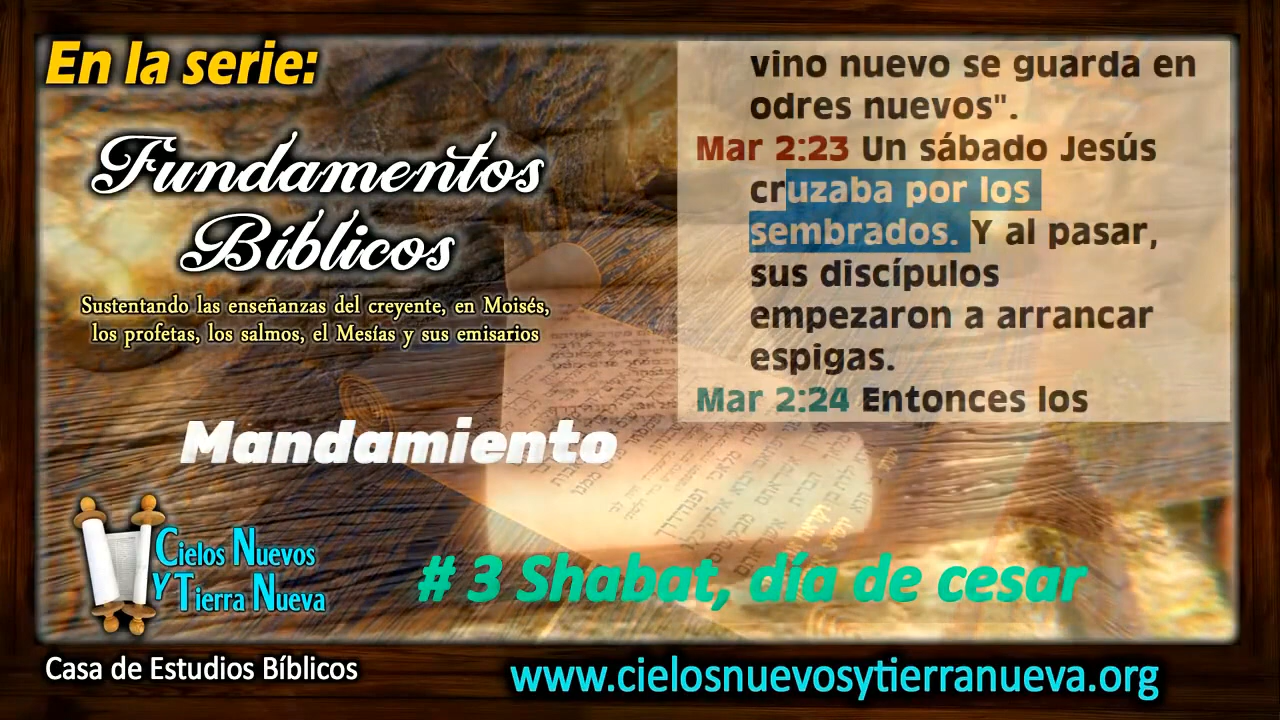 En la serie:
Fundamentos
Bíblicos
Sustentando las enseñanzas del creyente, en Moisés,
los profetas, los salmos, el Mesías y sus emisarios
vino nuevo se guarda en
odres nuevos".
Mar 2:23 Un sábado Jesús
cruzaba por los
sembrados. Y al pasar,
sus discípulos
empezaron a arrancar
espigas.
Mar 2:24 Entonces los
Mandamiento
# 3 Shabat, día de cesar
Cielos Nuevos
Y Tierra Nueva
Casa de Estudios Bíblicos
www.cielosnuevosytierranueva.org